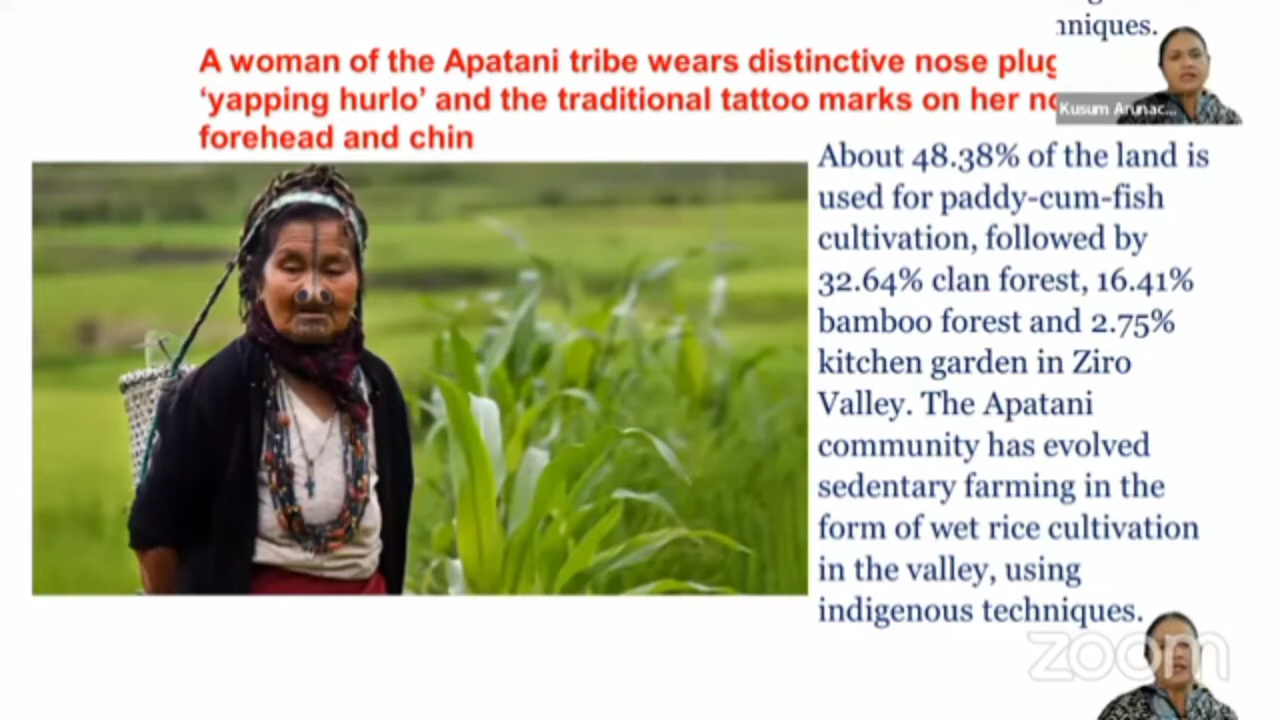 nniques.
A woman of the Apatani tribe wears distinctive nose plug
‘yapping hurlo’ and the traditional tattoo marks on her no
forehead and chin
Kusum Arunac...
About 48.38% of the land is
used for paddy-cum-fish
cultivation, followed by
32.64% clan forest, 16.41%
bamboo forest and 2.75%
kitchen garden in Ziro
Valley. The Apatani
community has evolved
sedentary farming in the
form of wet rice cultivation
in the valley, using
indigenous techniques.
zoom